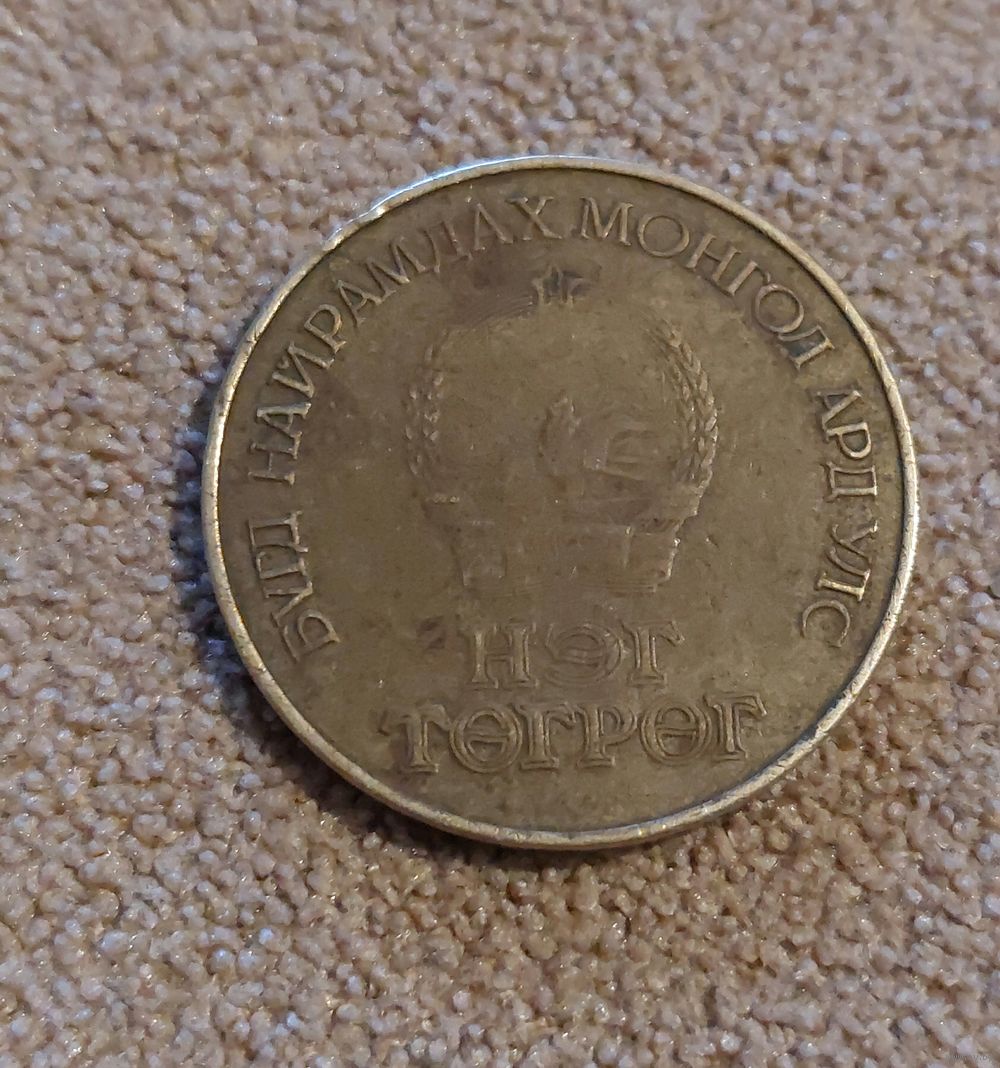 БҮГД НАЙРАМДАХ МОНГОЛ АРД УЛС
НЭГ
ТӨГРӨГ